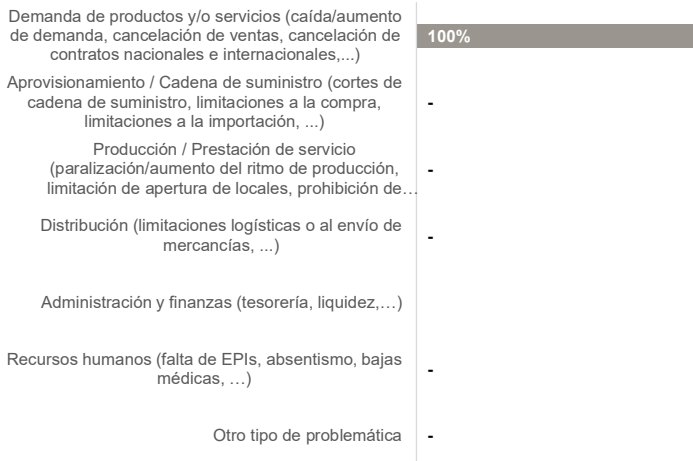 Demanda de productos y/o servicios (caída/aumento
de demanda, cancelación de ventas, cancelación de
contratos nacionales e internacionales,...)
100%
Aprovisionamiento / Cadena de suministro (cortes de
cadena de suministro, limitaciones a la compra,
limitaciones a la importación, ...)
-
Producción / Prestación de servicio
(paralización/aumento del ritmo de producción,
limitación de apertura de locales, prohibición de…
-
Distribución (limitaciones logísticas o al envío de
mercancías, ...)
-
Administración y finanzas (tesorería, liquidez,…)
Recursos humanos (falta de EPIs, absentismo, bajas
médicas, …)
-
Otro tipo de problemática
-